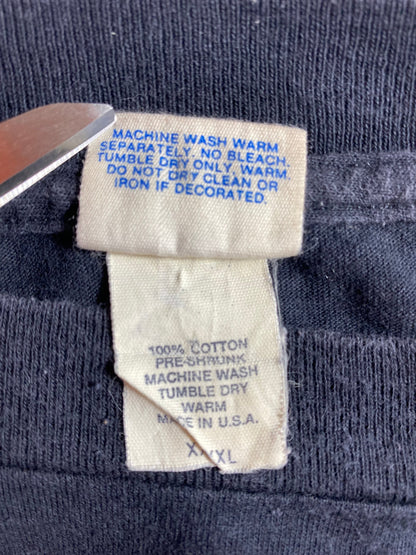 MACHINE WASH WARM
SEPARATELY, NO BLEACH.
TUMBLE DRY ONLY, WARM.
DO NOT DRY CLEAN OR
IRON IF DECORATED.
100% COTTON
PRE-SHRUNK
MACHINE WASH
TUMBLE DRY
WARM
MADE IN U.S.A.